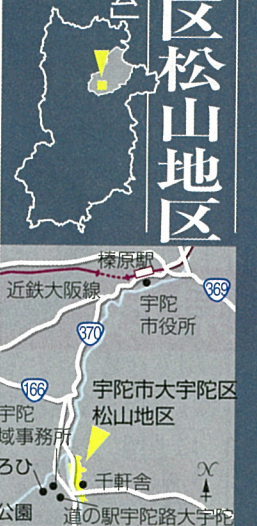 区松山地区
榛原駅
近鉄大阪線
宇陀
市役所
369
370
166
宇陀市大宇陀区
松山地区
宇陀
域事務所
ろひ
千軒舎
公園
道の駅宇陀路大宇陀